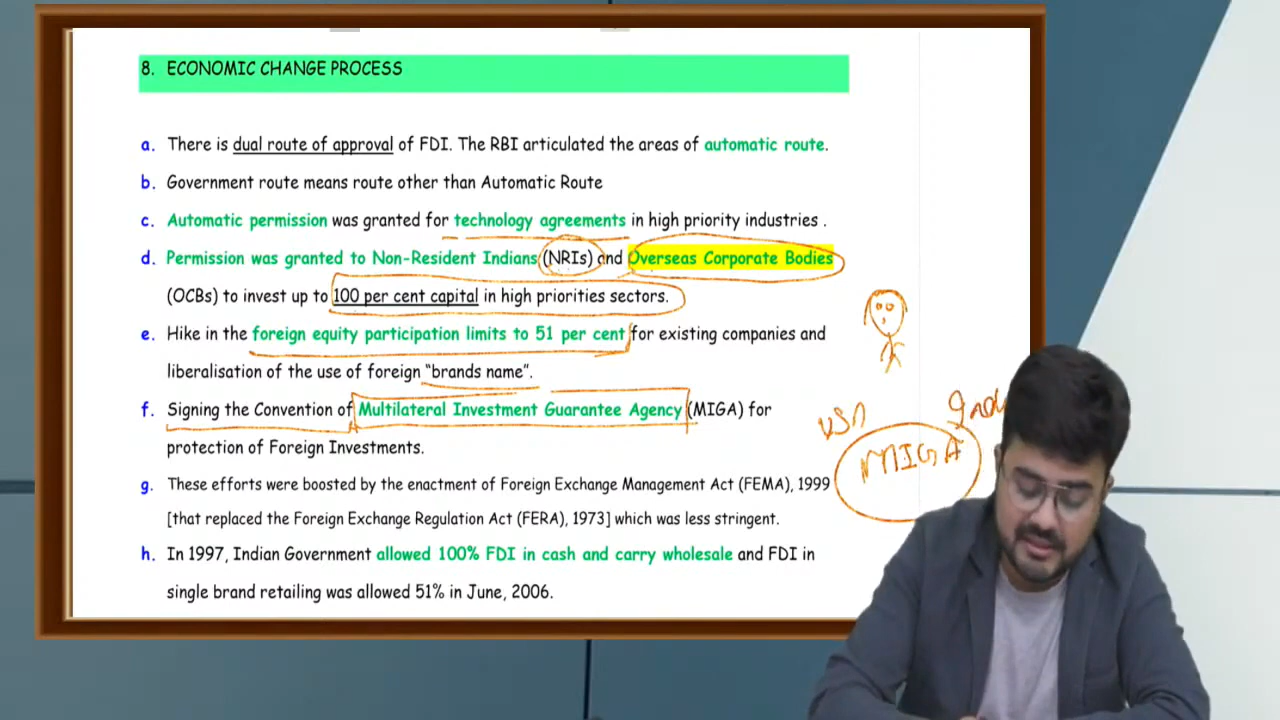 8. ECONOMIC CHANGE PROCESS
a. There is dual route of approval of FDI. The RBI articulated the areas of automatic route.
b. Government route means route other than Automatic Route
c. Automatic permission was granted for technology agreements in high priority industries .
d. Permission was granted to Non-Resident Indians (NRIs) and Overseas Corporate Bodies
(OCBs) to invest up to 100 per cent capital in high priorities sectors.
e. Hike in the foreign equity participation limits to 51 per cent for existing companies and
liberalisation of the use of foreign “brands name”.
f. Signing the Convention of Multilateral Investment Guarantee Agency (MIGA) for
protection of Foreign Investments.
g. These efforts were boosted by the enactment of Foreign Exchange Management Act (FEMA), 1999
[that replaced the Foreign Exchange Regulation Act (FERA), 1973] which was less stringent.
h. In 1997, Indian Government allowed 100% FDI in cash and carry wholesale and FDI in
single brand retailing was allowed 51% in June, 2006.
USA
MIGA